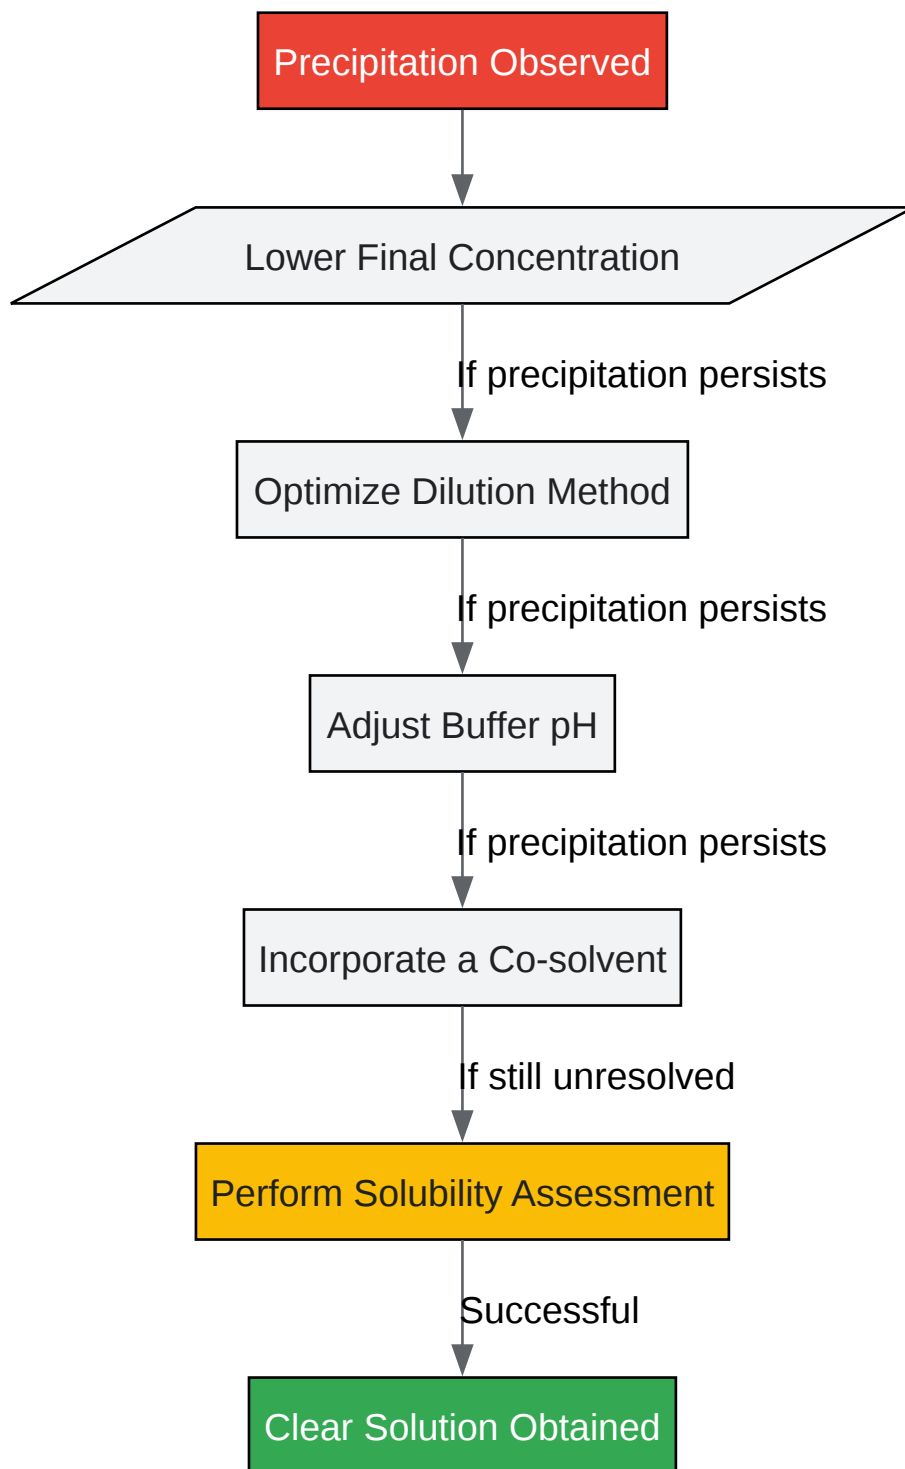 Precipitation Observed
Lower Final Concentration
If precipitation persists
Optimize Dilution Method
If precipitation persists
Adjust Buffer pH
If precipitation persists
Incorporate a Co-solvent
If still unresolved
Perform Solubility Assessment
Successful
Clear Solution Obtained